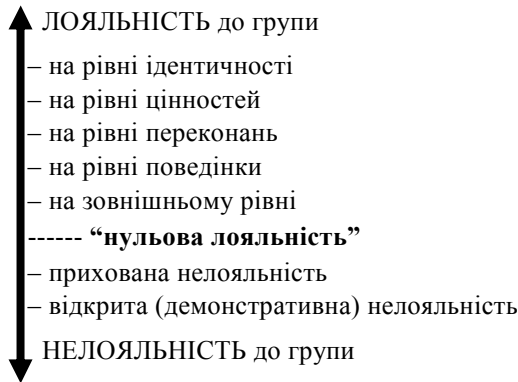 ЛОЯЛЬНІСТЬ до групи
– на рівні ідентичності
– на рівні цінностей
– на рівні переконань
– на рівні поведінки
– на зовнішньому рівні
------ “нульова лояльність”
– прихована нелояльність
– відкрита (демонстративна) нелояльність
НЕЛОЯЛЬНІСТЬ до групи